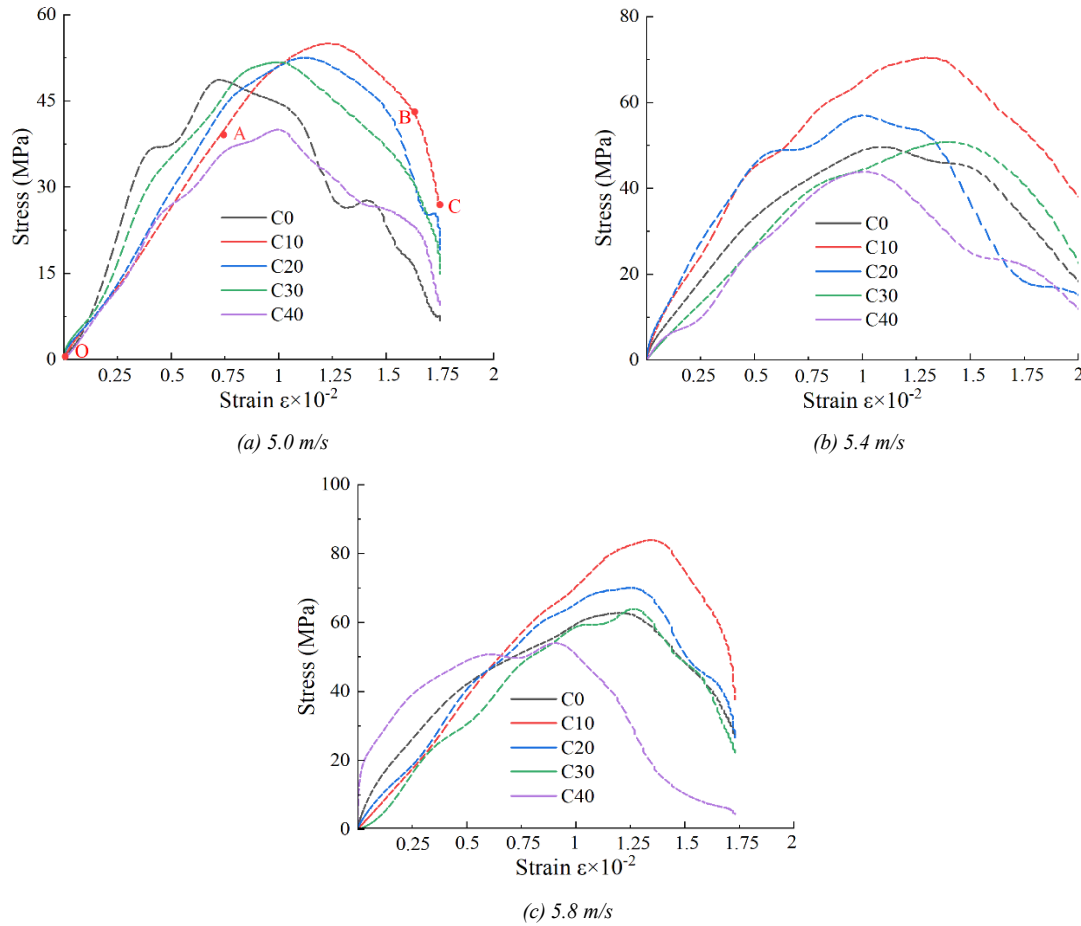 60
45
30
15
0
Stress (MPa)
A
B
C
O
C0
C10
C20
C30
C40
0.25 0.5 0.75 1 1.25 1.5 1.75 2
Strain ε×10-2
(a) 5.0 m/s
80
60
40
20
0
Stress (MPa)
C0
C10
C20
C30
C40
0.25 0.5 0.75 1 1.25 1.5 1.75 2
Strain ε×10-2
(b) 5.4 m/s
100
80
60
40
20
0
Stress (MPa)
C0
C10
C20
C30
C40
0.25 0.5 0.75 1 1.25 1.5 1.75 2
Strain ε×10-2
(c) 5.8 m/s